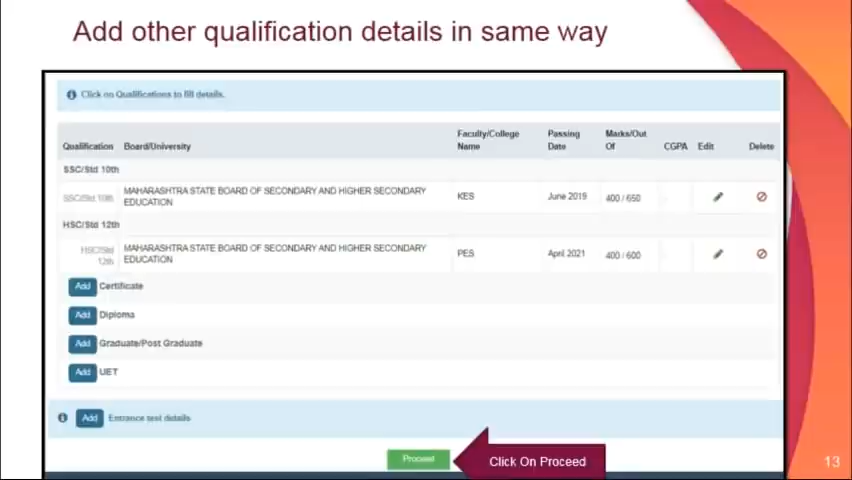 Add other qualification details in same way
Click on Qualifications to fill details.
Qualification Board/University Faculty/College Name Passing Date Marks/Out Of CGPA Edit Delete
SSC/Std 10th
SSC/Std 10th MAHARASHTRA STATE BOARD OF SECONDARY AND HIGHER SECONDARY EDUCATION KES June 2019 400 / 650
HSC/Std 12th
HSC/Std 12th MAHARASHTRA STATE BOARD OF SECONDARY AND HIGHER SECONDARY EDUCATION PES April 2021 400 / 600
Add Certificate
Add Diploma
Add Graduate/Post Graduate
Add UET
Add Entrance test details
Proceed
Click On Proceed
13